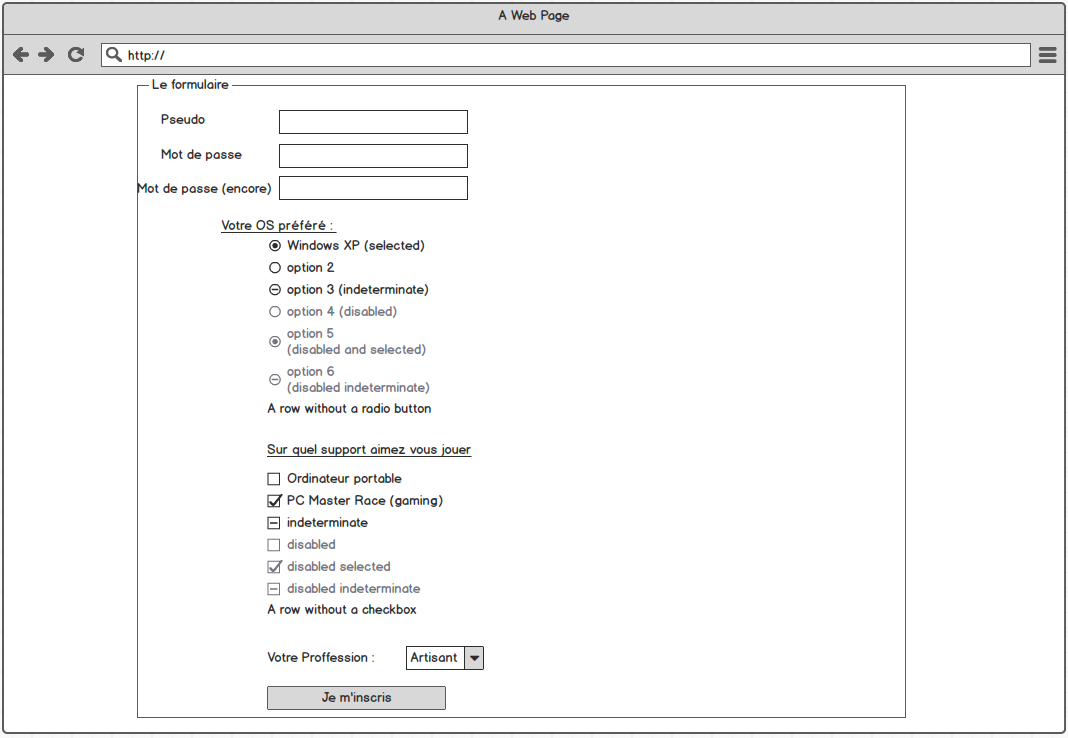 A Web Page
http://
Le formulaire
Pseudo
Mot de passe
Mot de passe (encore)
Votre OS préféré :
Windows XP (selected)
option 2
option 3 (indeterminate)
option 4 (disabled)
option 5
(disabled and selected)
option 6
(disabled indeterminate)
A row without a radio button
Sur quel support aimez vous jouer
Ordinateur portable
PC Master Race (gaming)
indeterminate
disabled
disabled selected
disabled indeterminate
A row without a checkbox
Votre Proffession : Artisant
Je m'inscris